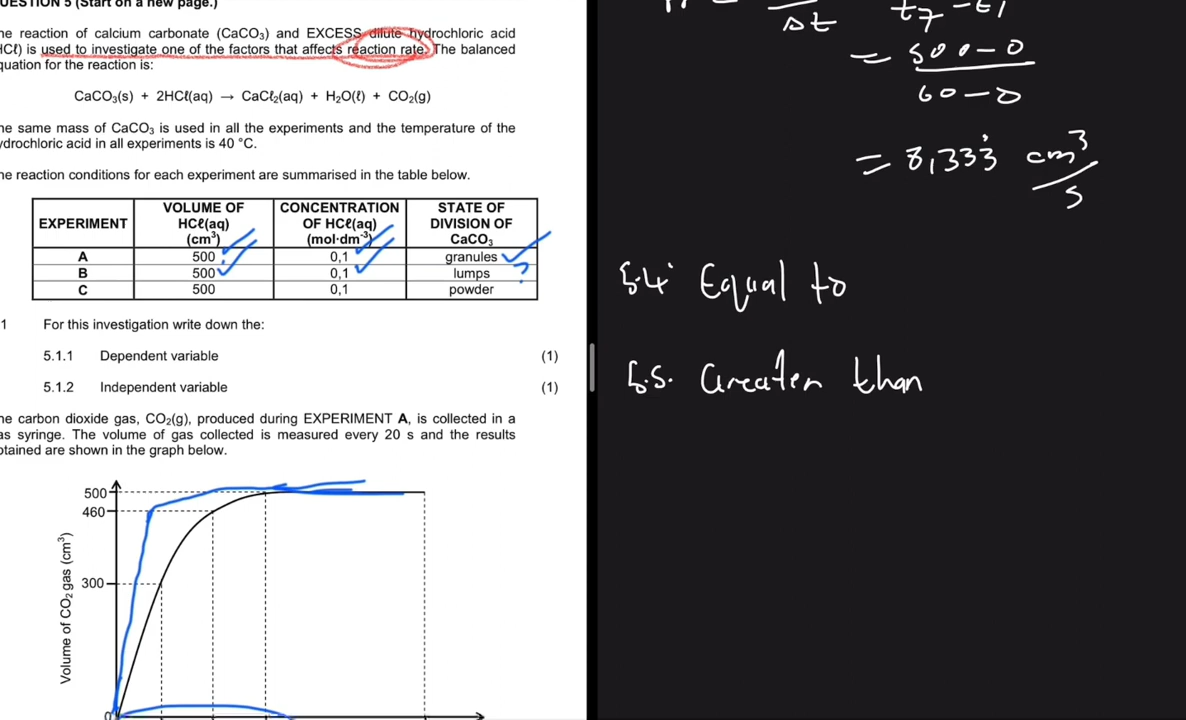 UESTION 5 (Start on a new page.)
ne reaction of calcium carbonate (CaCO₃) and EXCESS dilute hydrochloric acid
HCℓ) is used to investigate one of the factors that affects reaction rate. The balanced
quation for the reaction is:
CaCO₃(s) + 2HCℓ(aq) → CaCℓ₂(aq) + H₂O(ℓ) + CO₂(g)
ne same mass of CaCO₃ is used in all the experiments and the temperature of the
ydrochloric acid in all experiments is 40 °C.
ne reaction conditions for each experiment are summarised in the table below.
EXPERIMENT VOLUME OF HCℓ(aq) (cm³) CONCENTRATION OF HCℓ(aq) (mol·dm⁻³) STATE OF DIVISION OF CaCO₃
A 500 0,1 granules
B 500 0,1 lumps ?
C 500 0,1 powder
1 For this investigation write down the:
5.1.1 Dependent variable (1)
5.1.2 Independent variable (1)
ne carbon dioxide gas, CO₂(g), produced during EXPERIMENT A, is collected in a
as syringe. The volume of gas collected is measured every 20 s and the results
btained are shown in the graph below.
500
460
300
0
Volume of CO₂ gas (cm³)
Δt t₇ - t₁
= 500 - 0
60 - 0
= 8,333 cm³/s
5.4 Equal to
5.5. Greater than